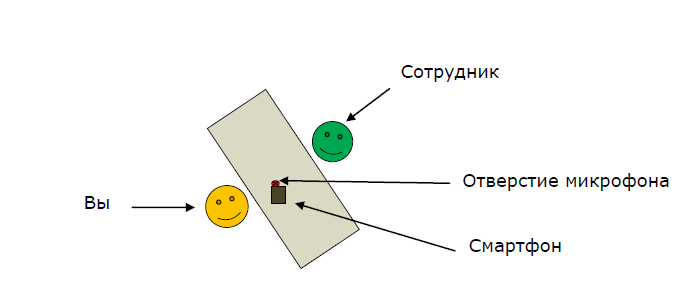 Сотрудник
Отверстие микрофона
Вы
Смартфон